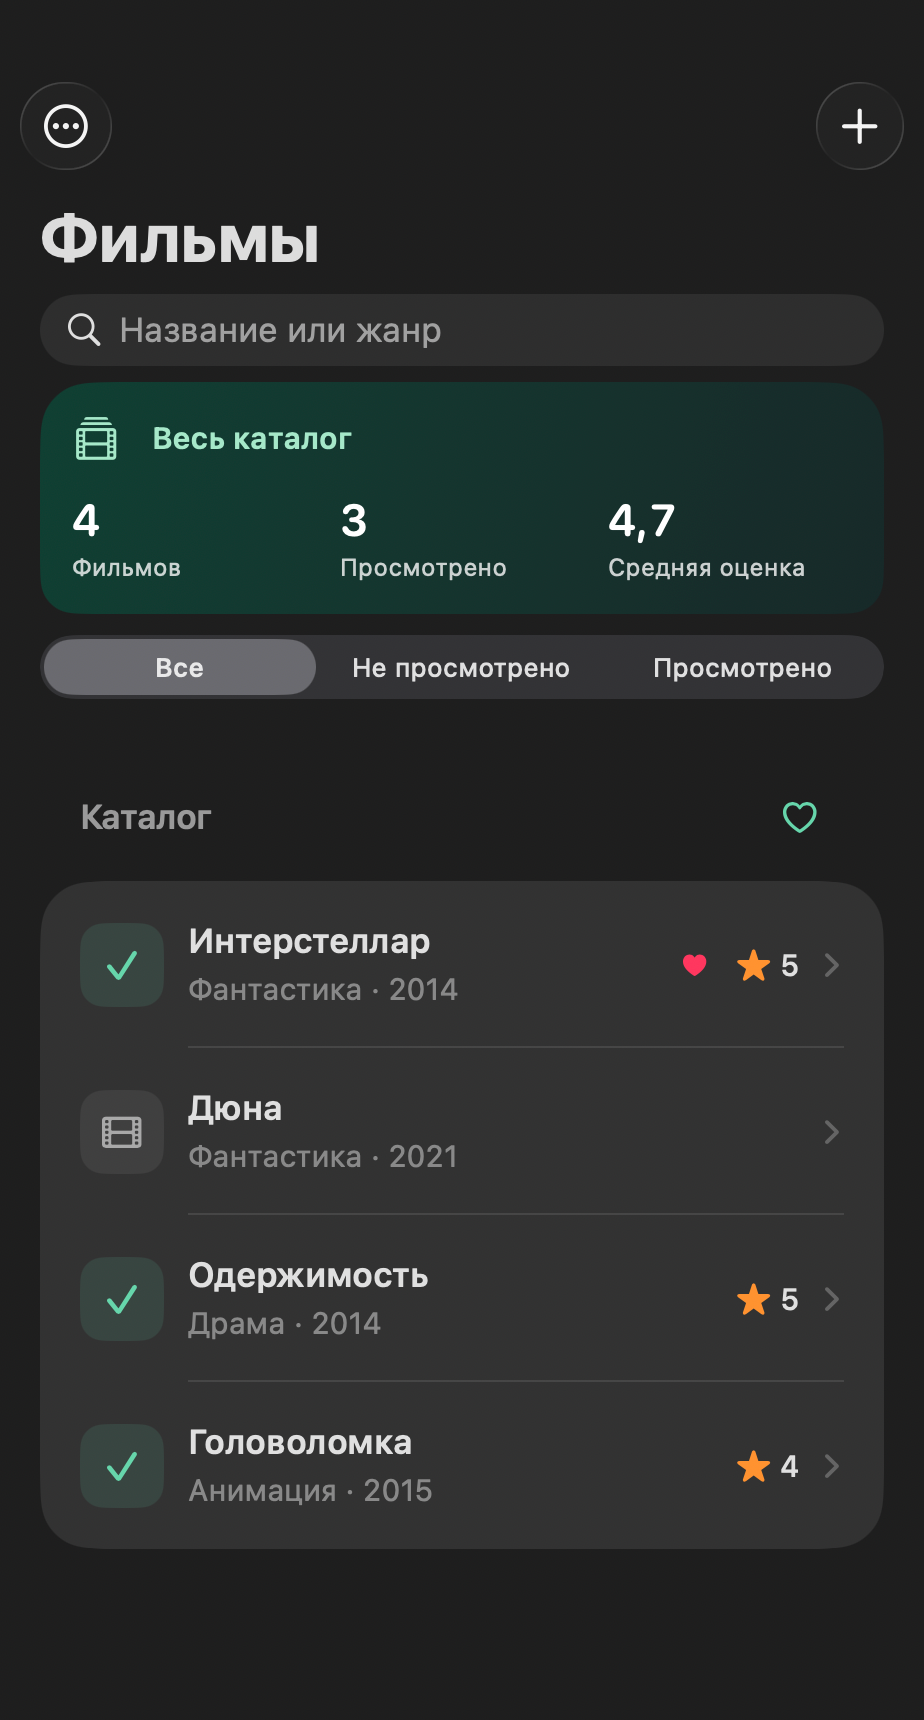 Фильмы
Название или жанр
Весь каталог
4 3 4,7
Фильмов Просмотрено Средняя оценка
Все Не просмотрено Просмотрено
Каталог
Интерстеллар
Фантастика · 2014
5
Дюна
Фантастика · 2021
Одержимость
Драма · 2014
5
Головоломка
Анимация · 2015
4